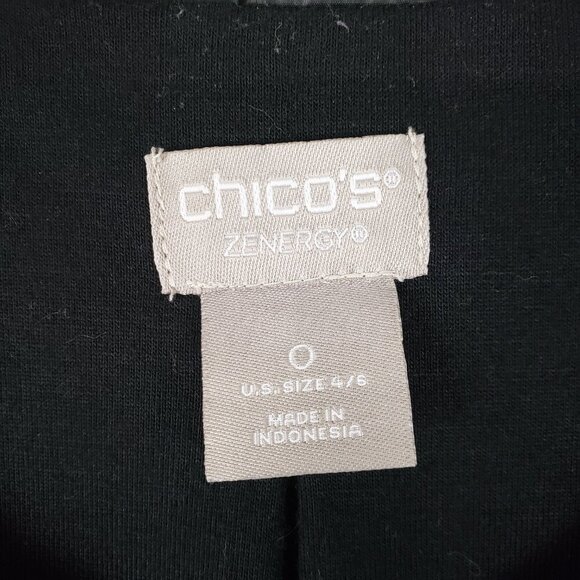 chico's®
ZENERGY®
0
U.S. SIZE 4/6
MADE IN
INDONESIA